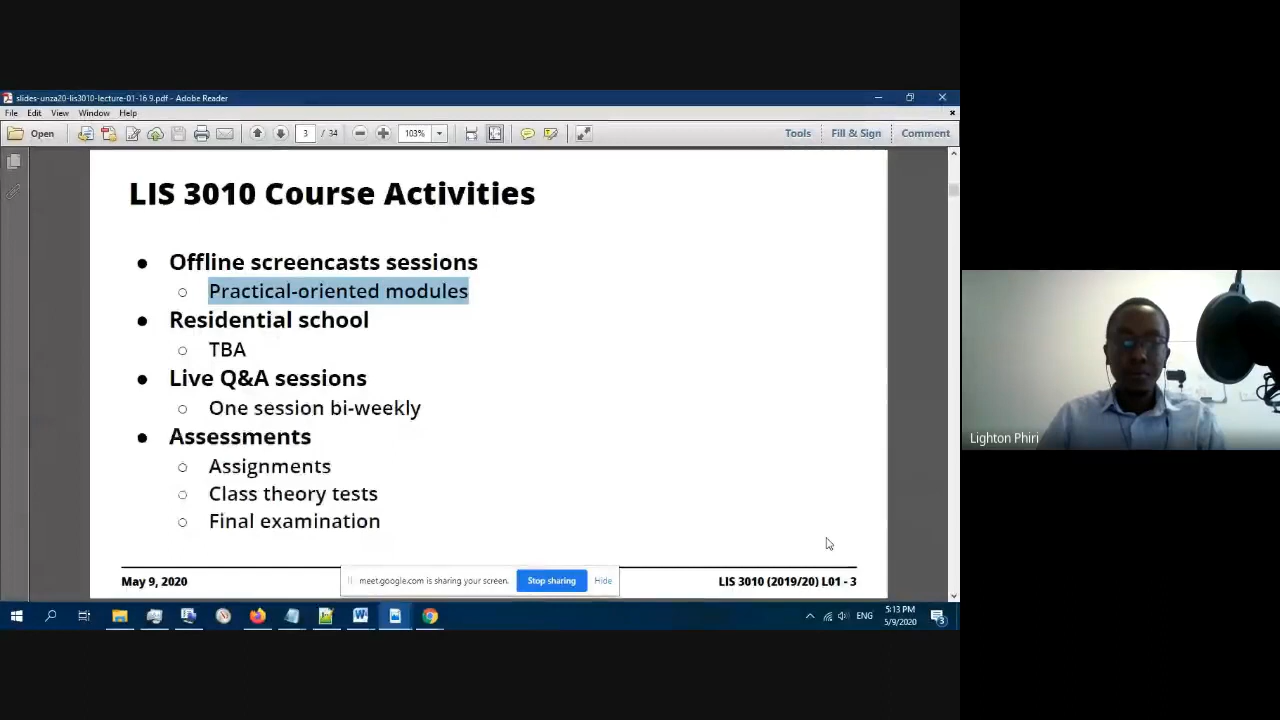 slides-unza20-lis3010-lecture-01-16 9.pdf - Adobe Reader
File Edit View Window Help
Open 3 / 34 103% Tools Fill & Sign Comment
LIS 3010 Course Activities
● Offline screencasts sessions
○ Practical-oriented modules
● Residential school
○ TBA
● Live Q&A sessions
○ One session bi-weekly
● Assessments
○ Assignments
○ Class theory tests
○ Final examination
Lighton Phiri
May 9, 2020 LIS 3010 (2019/20) L01 - 3
meet.google.com is sharing your screen. Stop sharing Hide
ENG
5:13 PM
5/9/2020
3